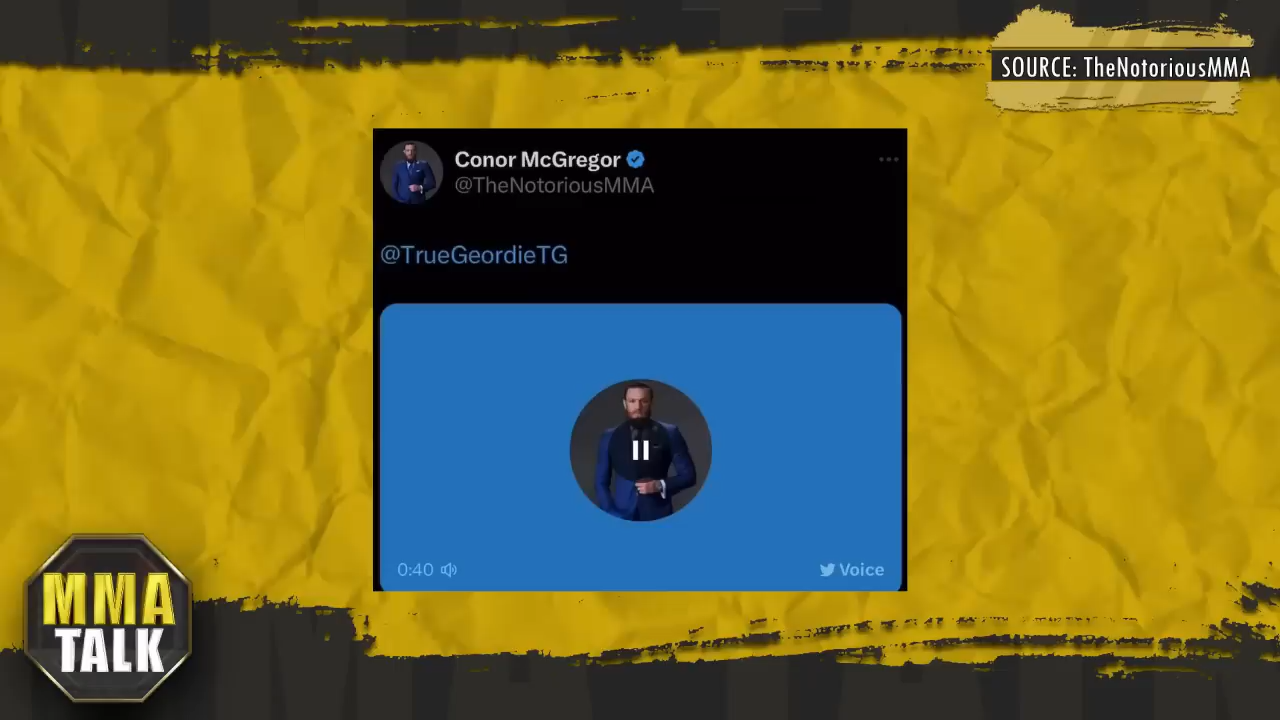 SOURCE: TheNotoriousMMA
Conor McGregor
@TheNotoriousMMA
@TrueGeordieTG
0:40
Voice
MMA
TALK